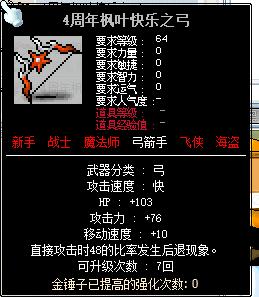 4周年枫叶快乐之弓
要求等级： 64
要求力量： 0
要求敏捷： 0
要求智力： 0
要求运气： 0
要求人气度： -
道具等级： -
道具经验值： -
新手 战士 魔法师 弓箭手 飞侠 海盗
武器分类 ： 弓
攻击速度 ： 快
HP ： +103
攻击力 ： +76
移动速度 ： +10
直接攻击时48的比率发生后退现象。
可升级次数 ： 7回
金锤子已提高的强化次数: 0